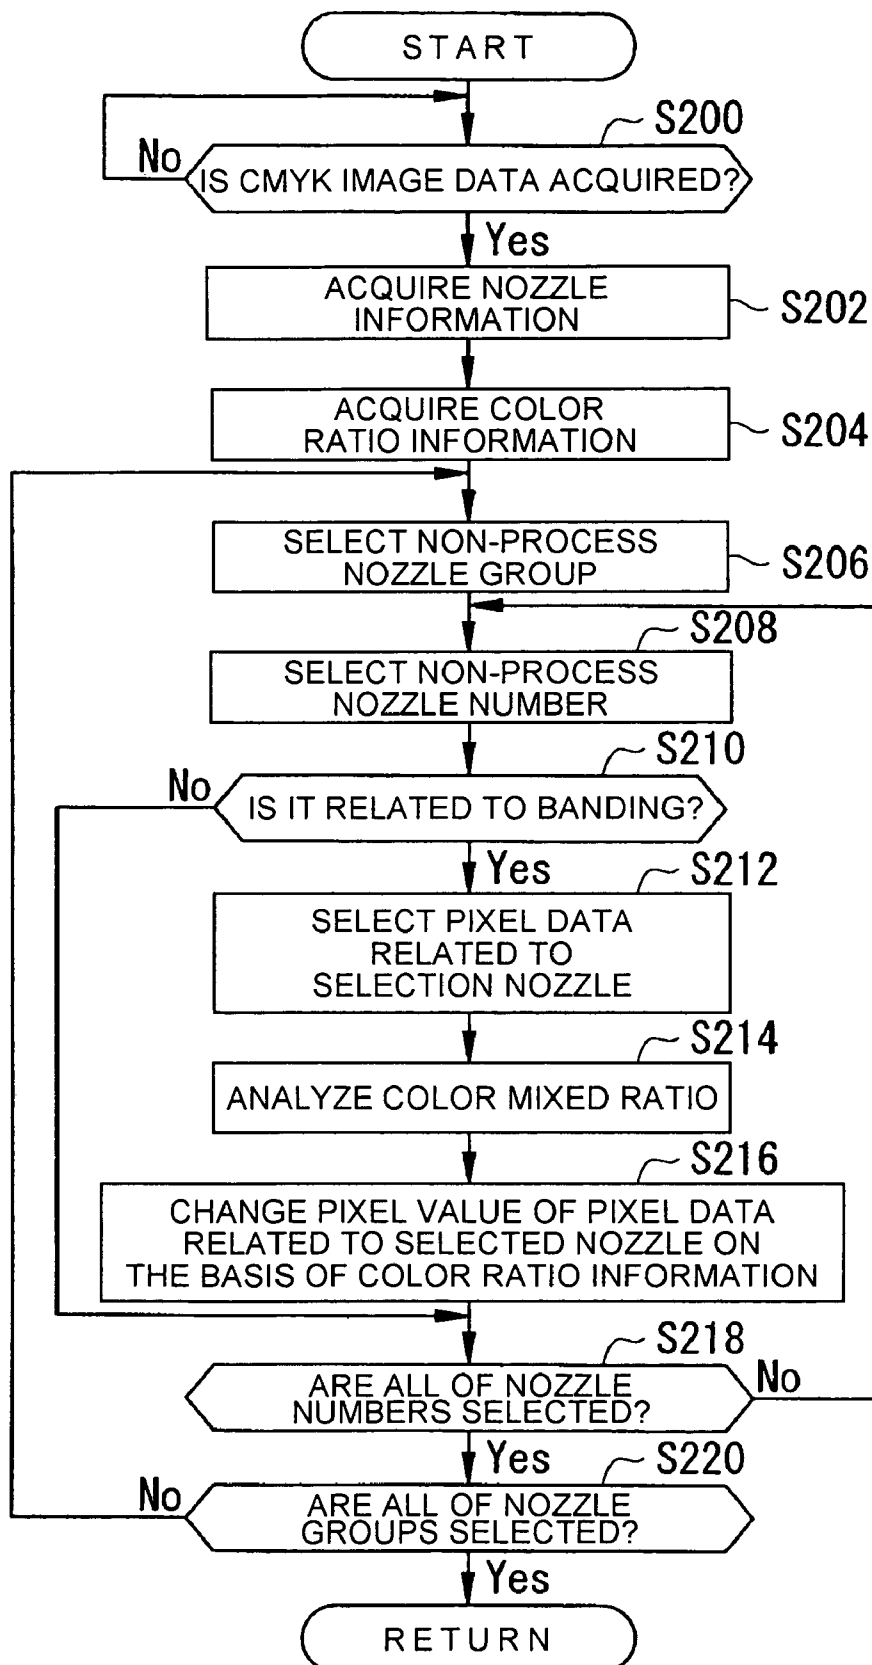 START
S200
No
IS CMYK IMAGE DATA ACQUIRED?
Yes
ACQUIRE NOZZLE
INFORMATION
S202
ACQUIRE COLOR
RATIO INFORMATION
S204
SELECT NON-PROCESS
NOZZLE GROUP
S206
S208
SELECT NON-PROCESS
NOZZLE NUMBER
S210
No
IS IT RELATED TO BANDING?
Yes
S212
SELECT PIXEL DATA
RELATED TO
SELECTION NOZZLE
S214
ANALYZE COLOR MIXED RATIO
S216
CHANGE PIXEL VALUE OF PIXEL DATA
RELATED TO SELECTED NOZZLE ON
THE BASIS OF COLOR RATIO INFORMATION
S218
ARE ALL OF NOZZLE
NUMBERS SELECTED?
No
Yes
S220
No
ARE ALL OF NOZZLE
GROUPS SELECTED?
Yes
RETURN